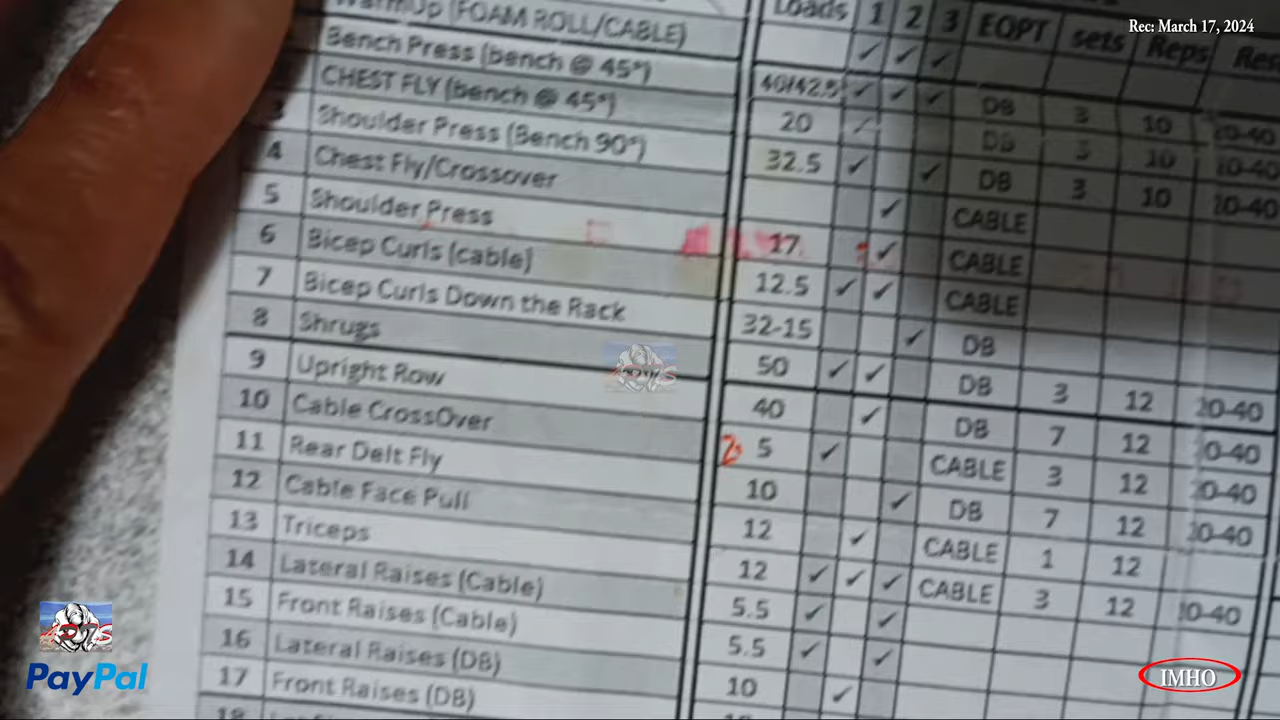 Rec: March 17, 2024
WarmUp (FOAM ROLL/CABLE) Loads 1 2 3 EQPT sets Reps ✓ ✓ ✓
Bench Press (bench @ 45°) 40/42.5 ✓ ✓ ✓ DB 3 10 20-40
CHEST FLY (bench @ 45°) 20 ✓ DB 3 10 20-40
3 Shoulder Press (Bench 90°) 32.5 ✓ ✓ DB 3 10 20-40
4 Chest Fly/Crossover ✓ CABLE
5 Shoulder Press 17 ✓ CABLE
6 Bicep Curls (cable) 12.5 ✓ ✓ CABLE
7 Bicep Curls Down the Rack 32-15 ✓ DB
8 Shrugs 50 ✓ ✓ DB 3 12 20-40
9 Upright Row 40 ✓ DB 7 12 20-40
10 Cable CrossOver 5 ✓ CABLE 3 12 20-40
11 Rear Delt Fly 10 ✓ DB 7 12 20-40
12 Cable Face Pull 12 ✓ CABLE 1 12
13 Triceps 12 ✓ ✓ ✓ CABLE 3 12 20-40
14 Lateral Raises (Cable) 5.5 ✓ ✓
15 Front Raises (Cable) 5.5 ✓ ✓
16 Lateral Raises (DB) 10 ✓
17 Front Raises (DB)
18
PayPal
IMHO